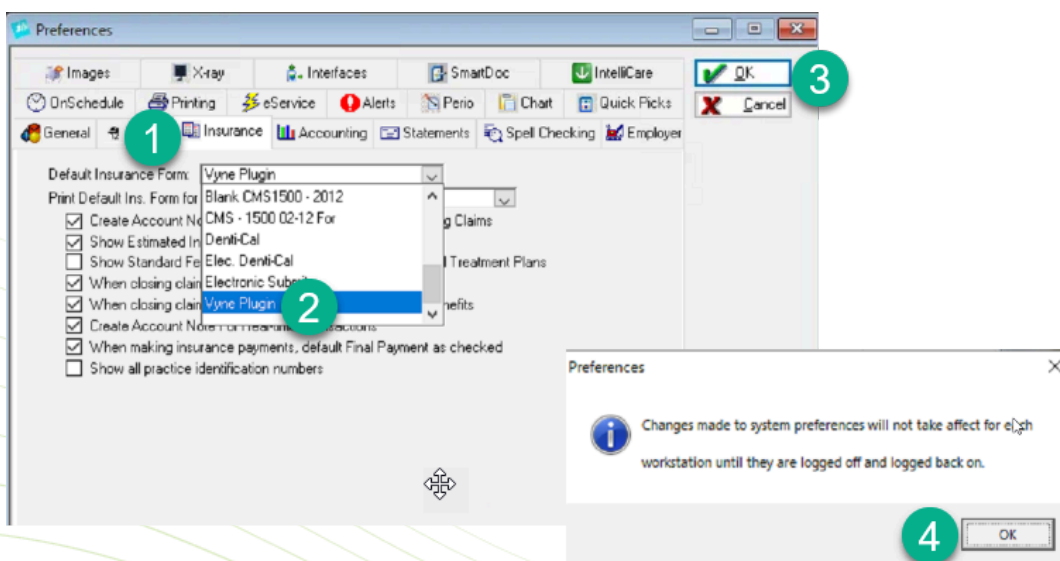 Preferences
Images X-ray Interfaces SmartDoc IntelliCare
OK
3
OnSchedule Printing eService Alerts Perio Chart Quick Picks
Cancel
General 1 Insurance Accounting Statements Spell Checking Employer
Default Insurance Form: Vyne Plugin
Print Default Ins. Form for
Blank CMS1500 - 2012
CMS - 1500 02-12 For
Denti-Cal
Elec. Denti-Cal
Electronic
Vyne Plugin
2
Create Account g Claims
Show Estimated In
Show Standard Fe Treatment Plans
When closing clai
When closing clai nefits
Create Account
When making insurance payments, default Final Payment as checked
Show all practice identification numbers
Preferences
Changes made to system preferences will not take affect for each
workstation until they are logged off and logged back on.
4
OK